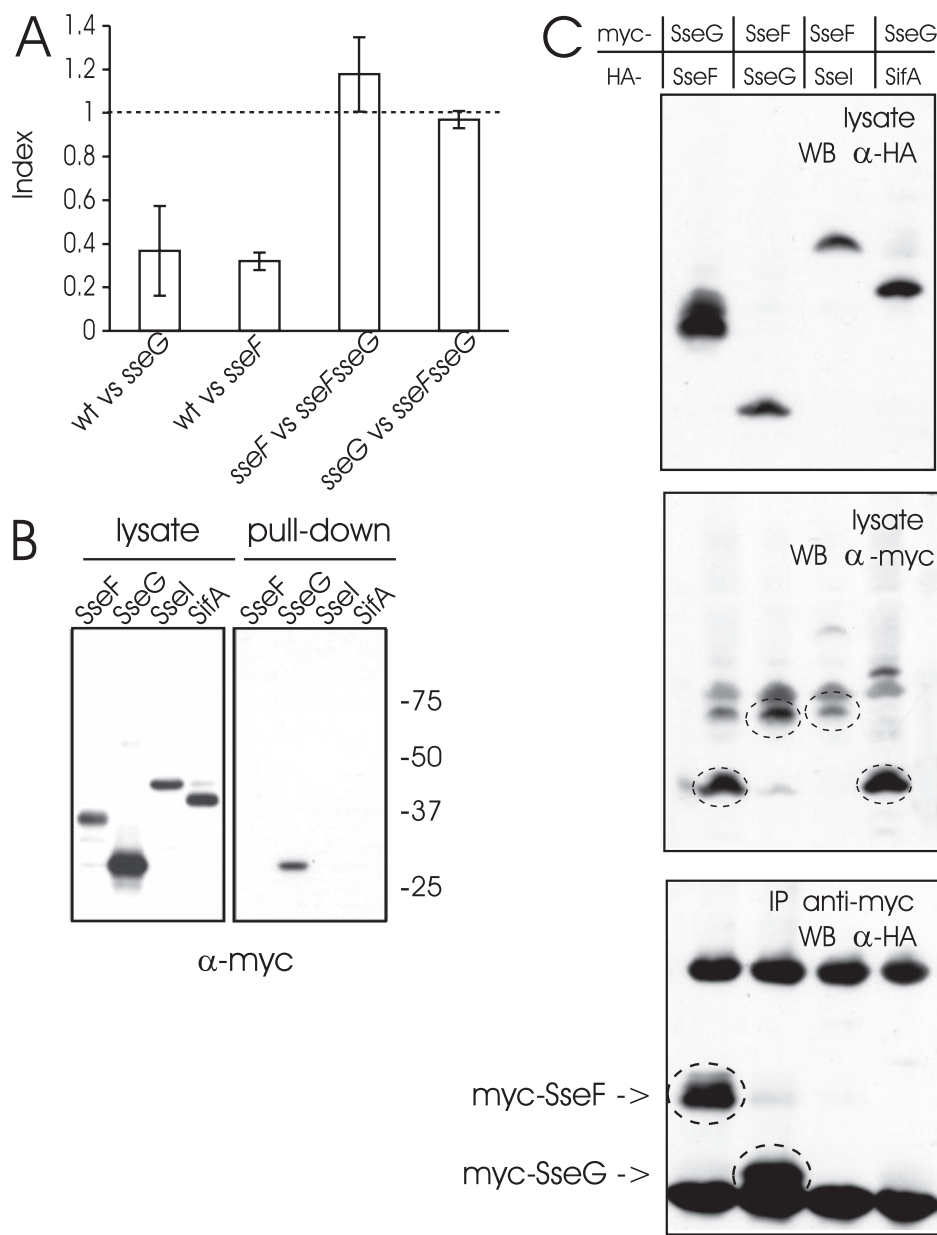 A
Index
1.4
1.2
1
0.8
0.6
0.4
0.2
0
wt vs sseG
wt vs sseF
sseF vs sseFsseG
sseG vs sseFsseG
B
lysate pull-down
SseF SseG SseI SifA SseF SseG SseI SifA
-75
-50
-37
-25
α-myc
C
myc- SseG SseF SseF SseG
HA- SseF SseG SseI SifA
lysate
WB α-HA
lysate
WB α-myc
IP anti-myc
WB α-HA
myc-SseF ->
myc-SseG ->